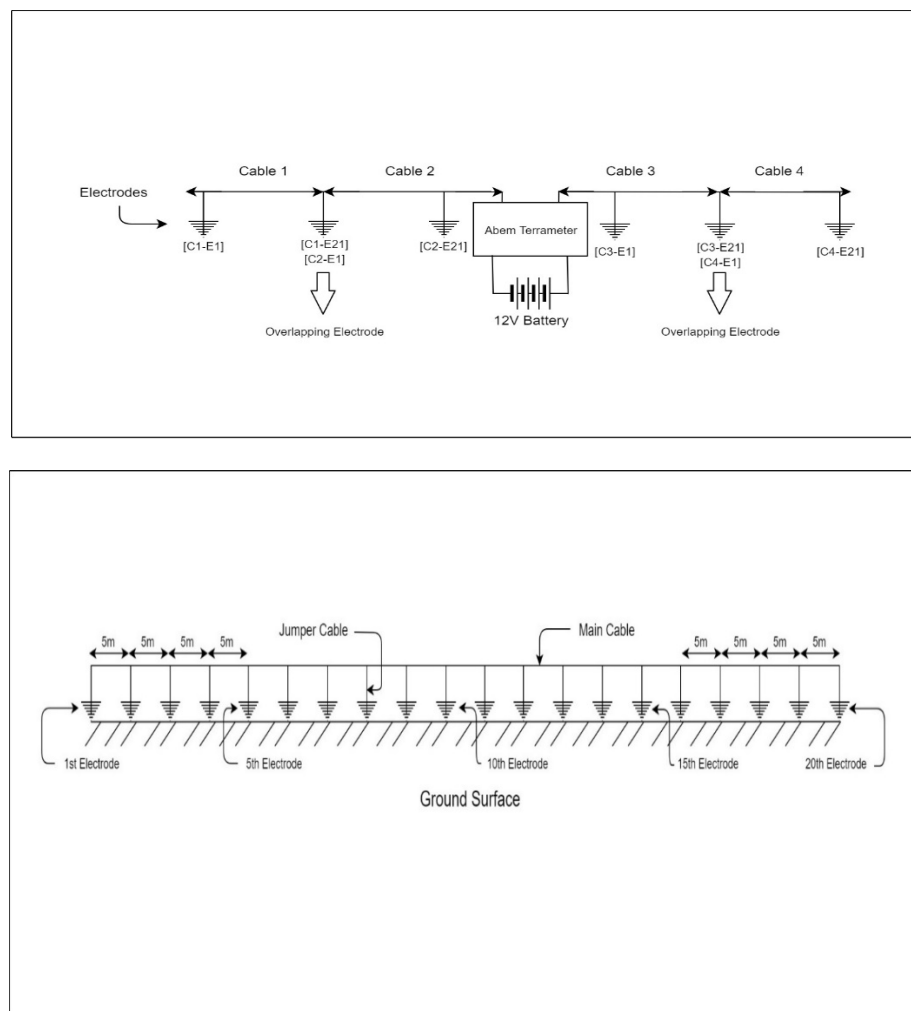 Cable 1
Cable 2
Cable 3
Cable 4
Electrodes
Abem Terrameter
[C1-E1]
[C1-E21]
[C2-E1]
[C2-E21]
[C3-E1]
[C3-E21]
[C4-E1]
[C4-E21]
12V Battery
Overlapping Electrode
Overlapping Electrode
Jumper Cable
Main Cable
5m
5m
5m
5m
5m
5m
5m
5m
1st Electrode
5th Electrode
10th Electrode
15th Electrode
20th Electrode
Ground Surface